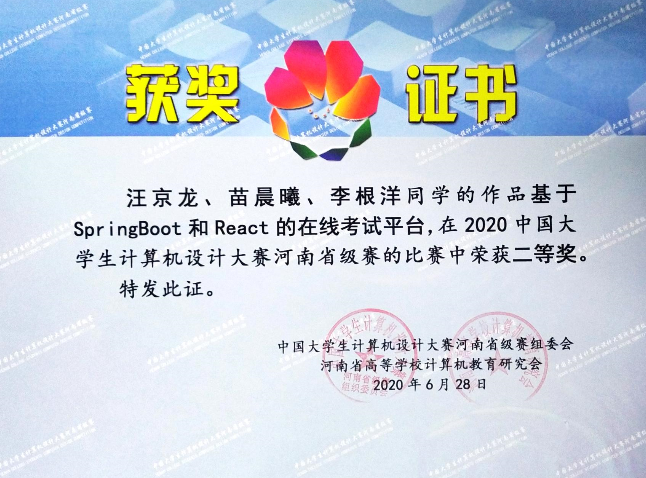 获奖证书
汪京龙、苗晨曦、李根洋同学的作品基于
SpringBoot和React的在线考试平台,在2020中国大
学生计算机设计大赛河南省级赛的比赛中荣获二等奖。
特发此证。
中国大学生计算机设计大赛河南省级赛组委会
河南省高等学校计算机教育研究会
2020年6月28日